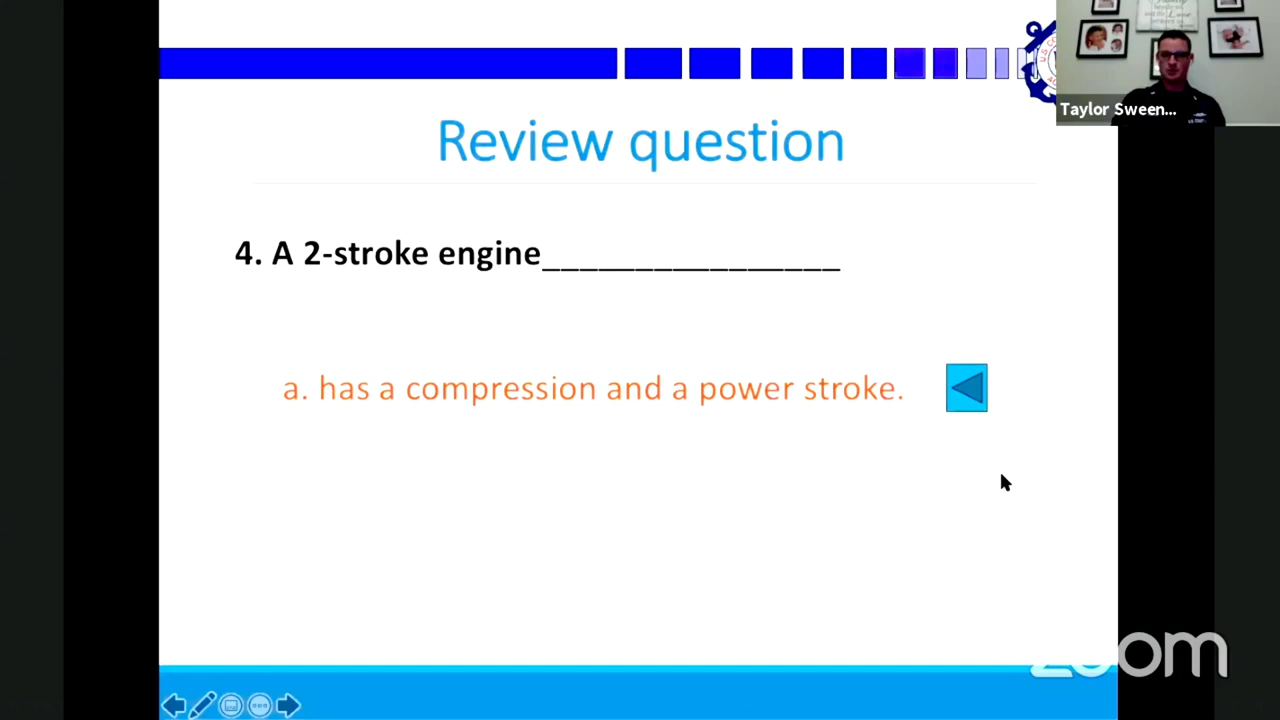 Taylor Sween...
Review question
4. A 2-stroke engine________________
a. has a compression and a power stroke.
zoom